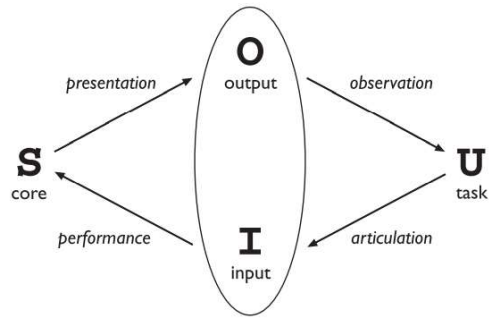 O
output
presentation
observation
S
core
U
task
performance
articulation
I
input